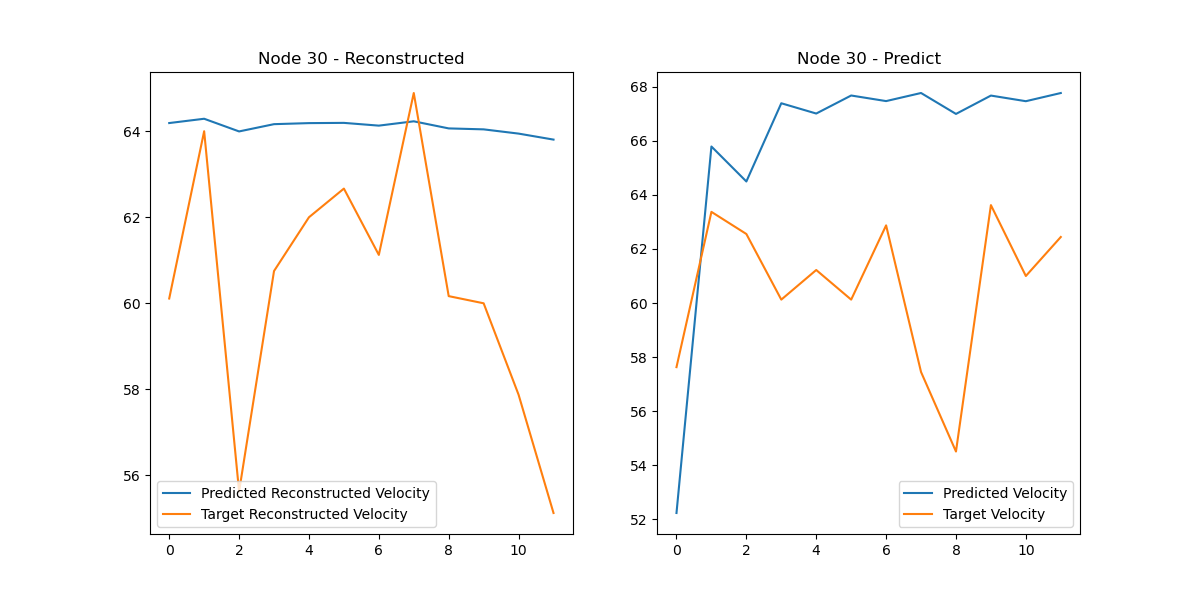 Node 30 - Reconstructed
64
62
60
58
56
0 2 4 6 8 10
Predicted Reconstructed Velocity
Target Reconstructed Velocity
Node 30 - Predict
68
66
64
62
60
58
56
54
52
0 2 4 6 8 10
Predicted Velocity
Target Velocity